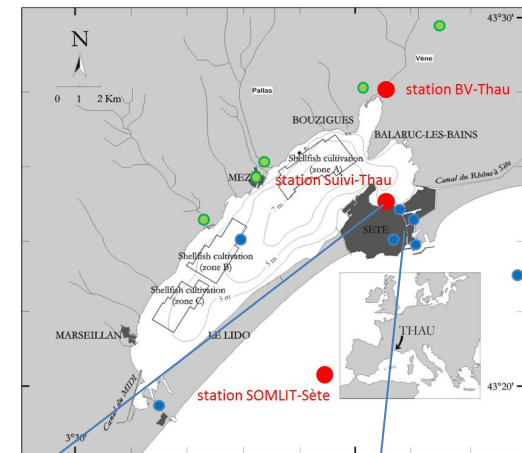 43°30'
N
Vène
0 1 2 Km
Pallas
station BV-Thau
BOUZIGUES
BALARUC-LES-BAINS
Shellfish cultivation
(zone A)
Canal du Rhône à Sète
MEZ
station Suivi-Thau
7 m
SETE
Shellfish cultivation
(zone B)
5 m
Shellfish cultivation
(zone C)
3 m
MARSEILLAN
LE LIDO
THAU
Canal du MIDI
station SOMLIT-Sète
43°20'
3°30'